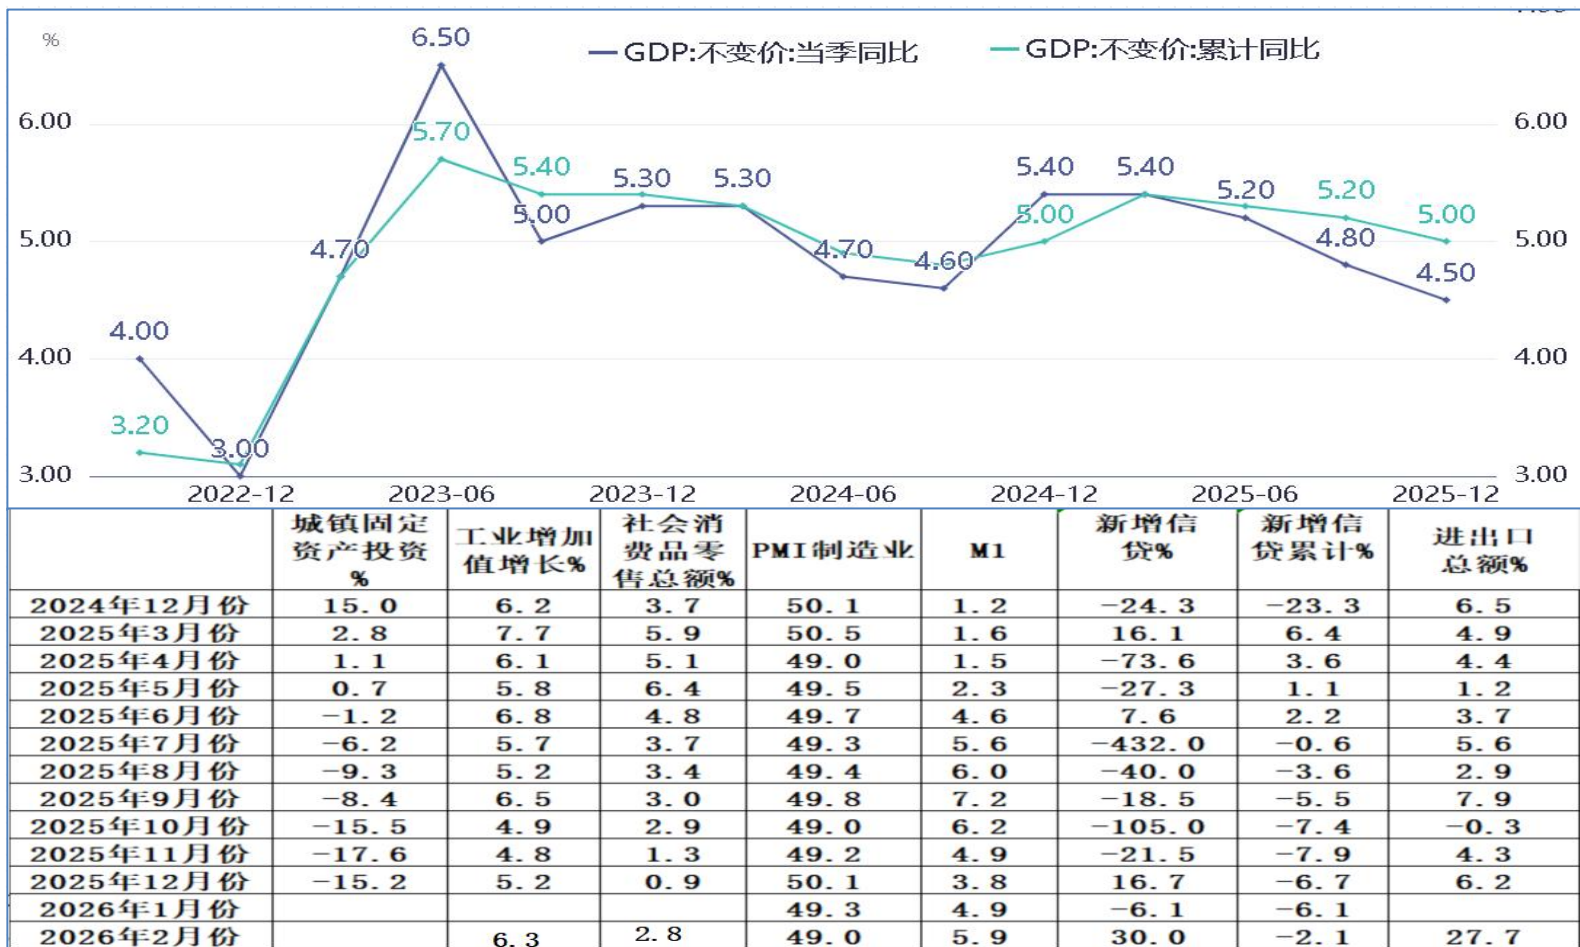 %
GDP:不变价:当季同比
GDP:不变价:累计同比
6.50
6.00
6.00
5.70
5.40
5.30
5.30
5.40
5.40
5.20
5.20
5.00
5.00
5.00
5.00
5.00
4.70
4.70
4.60
4.80
4.50
4.00
4.00
4.00
3.20
3.00
3.00
3.00
2022-12 2023-06 2023-12 2024-06 2024-12 2025-06 2025-12
城镇固定资产投资% 工业增加值增长% 社会消费品零售总额% PMI制造业 M1 新增信贷% 新增信贷累计% 进出口总额%
2024年12月份 15.0 6.2 3.7 50.1 1.2 -24.3 -23.3 6.5
2025年3月份 2.8 7.7 5.9 50.5 1.6 16.1 6.4 4.9
2025年4月份 1.1 6.1 5.1 49.0 1.5 -73.6 3.6 4.4
2025年5月份 0.7 5.8 6.4 49.5 2.3 -27.3 1.1 1.2
2025年6月份 -1.2 6.8 4.8 49.7 4.6 7.6 2.2 3.7
2025年7月份 -6.2 5.7 3.7 49.3 5.6 -432.0 -0.6 5.6
2025年8月份 -9.3 5.2 3.4 49.4 6.0 -40.0 -3.6 2.9
2025年9月份 -8.4 6.5 3.0 49.8 7.2 -18.5 -5.5 7.9
2025年10月份 -15.5 4.9 2.9 49.0 6.2 -105.0 -7.4 -0.3
2025年11月份 -17.6 4.8 1.3 49.2 4.9 -21.5 -7.9 4.3
2025年12月份 -15.2 5.2 0.9 50.1 3.8 16.7 -6.7 6.2
2026年1月份 49.3 4.9 -6.1 -6.1
2026年2月份 6.3 2.8 49.0 5.9 30.0 -2.1 27.7